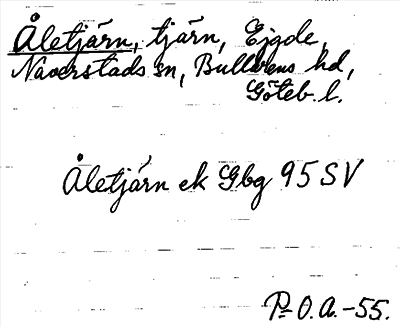 Åletjärn, tjärn, Ejgde,
Naverstads sn, Bullarens hd,
Göteb. l.
Åletjärn ek Gbg 95 SV
P-O.A.-55.